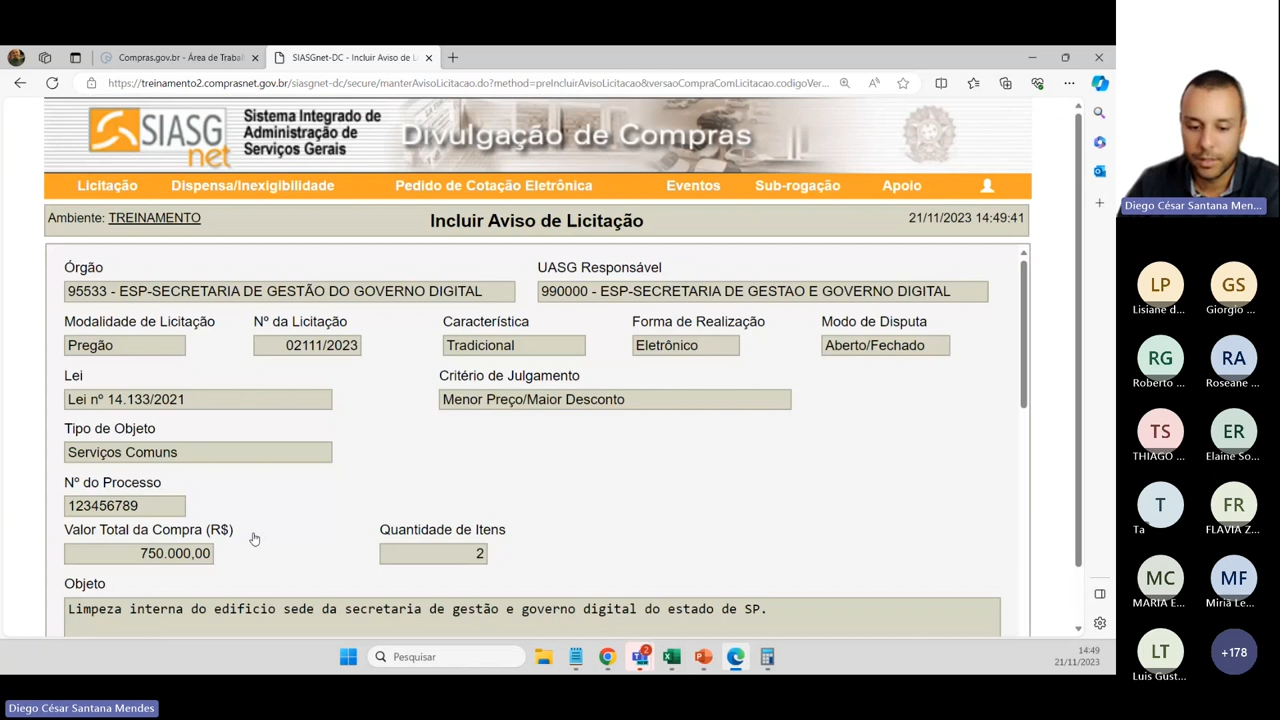 Compras.gov.br - Área de Trabal
SIASGnet-DC - Incluir Aviso de L
https://treinamento2.comprasnet.gov.br/siasgnet-dc/secure/manterAvisoLicitacao.do?method=preIncluirAvisoLicitacao&versaoCompraComLicitacao.codigoVer...
SIASG
net
Sistema Integrado de
Administração de
Serviços Gerais
Divulgação de Compras
Licitação Dispensa/Inexigibilidade Pedido de Cotação Eletrônica Eventos Sub-rogação Apoio
Ambiente: TREINAMENTO Incluir Aviso de Licitação 21/11/2023 14:49:41
Órgão UASG Responsável
95533 - ESP-SECRETARIA DE GESTÃO DO GOVERNO DIGITAL 990000 - ESP-SECRETARIA DE GESTAO E GOVERNO DIGITAL
Modalidade de Licitação Nº da Licitação Característica Forma de Realização Modo de Disputa
Pregão 02111/2023 Tradicional Eletrônico Aberto/Fechado
Lei Critério de Julgamento
Lei nº 14.133/2021 Menor Preço/Maior Desconto
Tipo de Objeto
Serviços Comuns
Nº do Processo
123456789
Valor Total da Compra (R$) Quantidade de Itens
750.000,00 2
Objeto
Limpeza interna do edificio sede da secretaria de gestão e governo digital do estado de SP.
Pesquisar
2
14:49
21/11/2023
Diego César Santana Mendes
Diego César Santana Men...
LP GS
Lisiane d... Giorgio ...
RG RA
Roberto ... Roseane ...
TS ER
THIAGO ... Elaine So...
T FR
Ta FLAVIA Z...
MC MF
MARIA E... Miriã Le...
LT +178
Luis Gust...